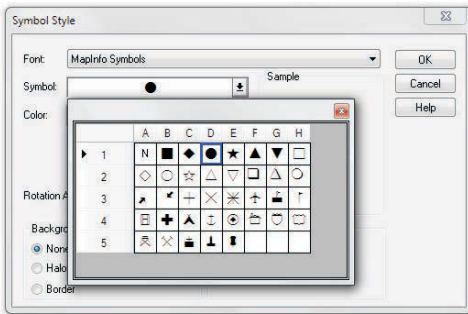 Symbol Style
Font: MapInfo Symbols OK
Symbol: Sample Cancel
Color: Help
A B C D E F G H
1 N
2
3
4
5
Rotation A
Backgro
None
Halo
Border